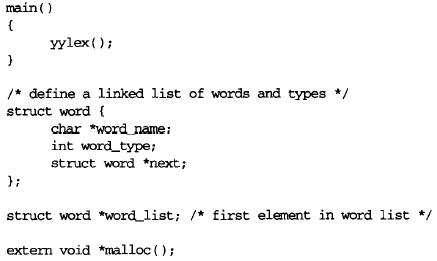 main()
{
yylex();
}
/* define a linked list of words and types */
struct word {
char *word_name;
int word_type;
struct word *next;
};
struct word *word_list; /* first element in word list */
extern void *malloc();